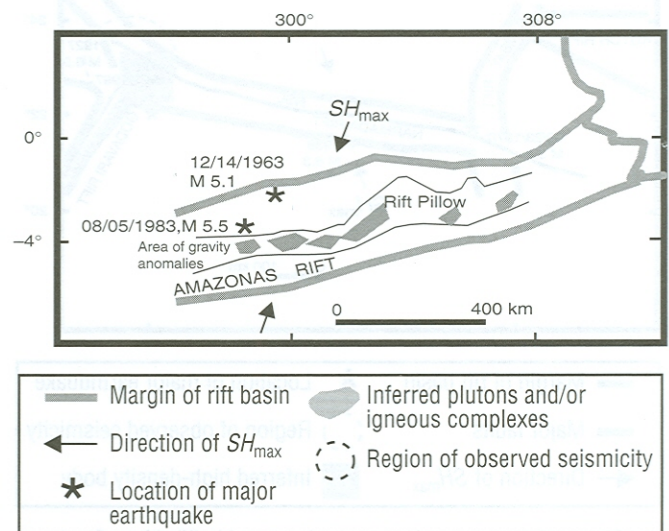 300°
308°
SHmax
0°
12/14/1963
M 5.1
08/05/1983,M 5.5
Rift Pillow
−4°
Area of gravity
anomalies
AMAZONAS RIFT
0
400 km
Margin of rift basin
Inferred plutons and/or
igneous complexes
Direction of SHmax
Region of observed seismicity
Location of major
earthquake